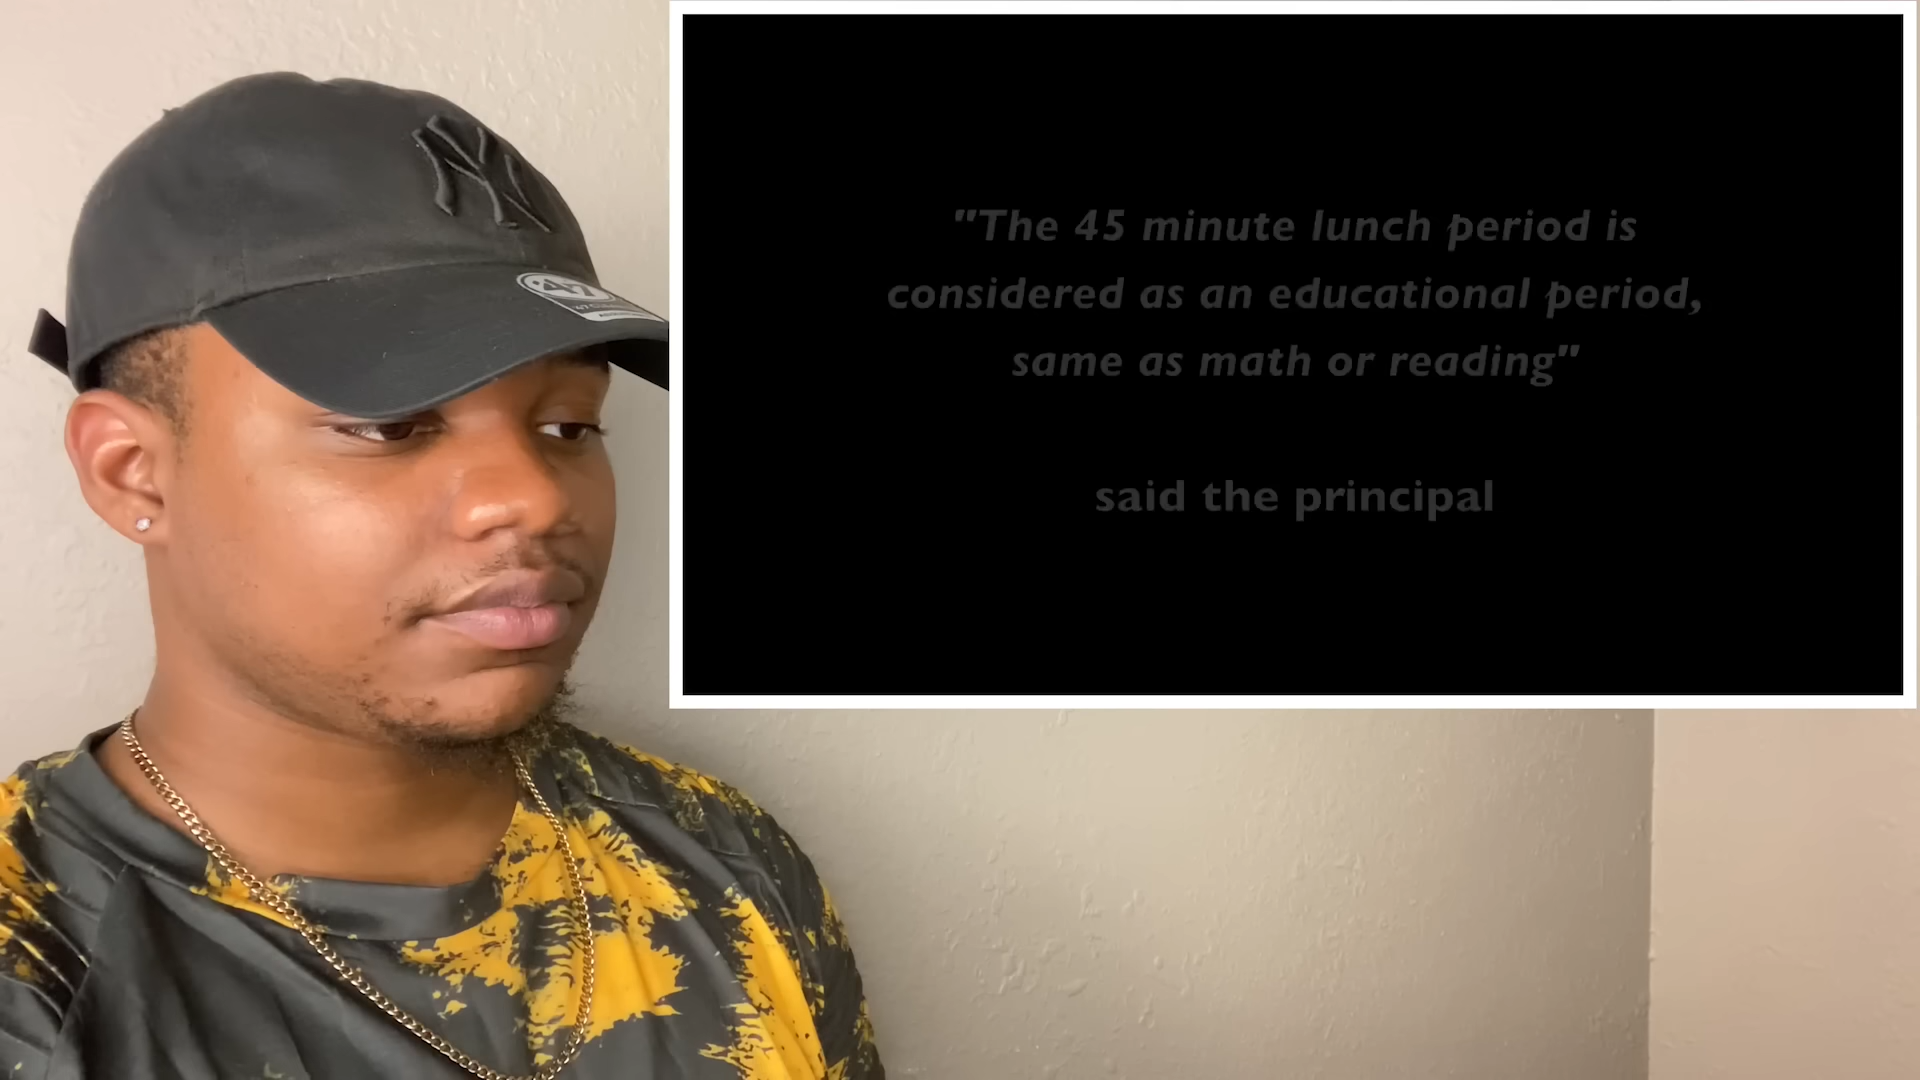 NY
47
"The 45 minute lunch period is
considered as an educational period,
same as math or reading"
said the principal